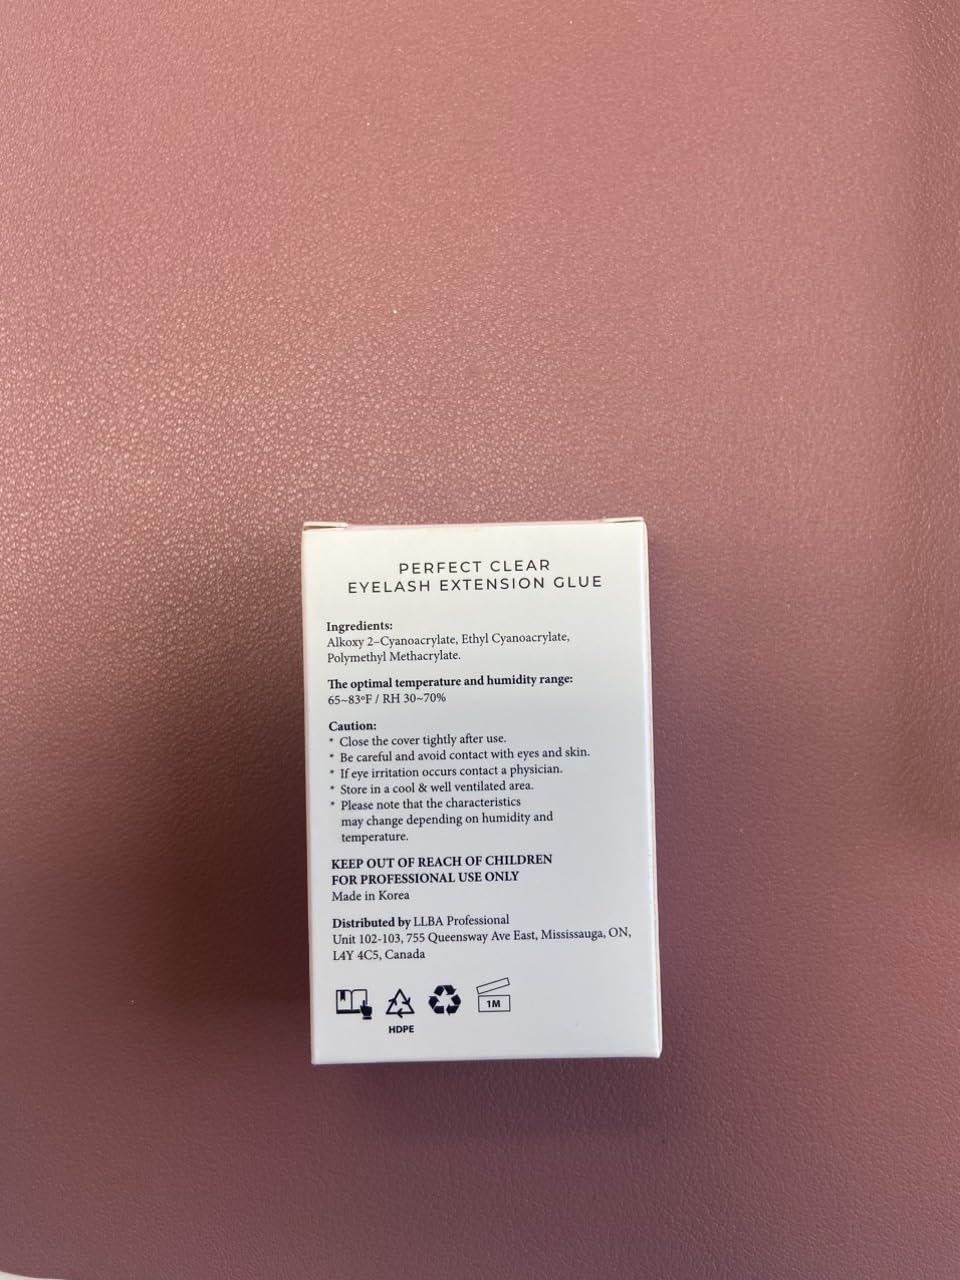 PERFECT CLEAR
EYELASH EXTENSION GLUE
Ingredients:
Alkoxy 2–Cyanoacrylate, Ethyl Cyanoacrylate,
Polymethyl Methacrylate.
The optimal temperature and humidity range:
65~83ºF / RH 30~70%
Caution:
* Close the cover tightly after use.
* Be careful and avoid contact with eyes and skin.
* If eye irritation occurs contact a physician.
* Store in a cool & well ventilated area.
* Please note that the characteristics
may change depending on humidity and
temperature.
KEEP OUT OF REACH OF CHILDREN
FOR PROFESSIONAL USE ONLY
Made in Korea
Distributed by LLBA Professional
Unit 102-103, 755 Queensway Ave East, Mississauga, ON,
L4Y 4C5, Canada
HDPE
1M